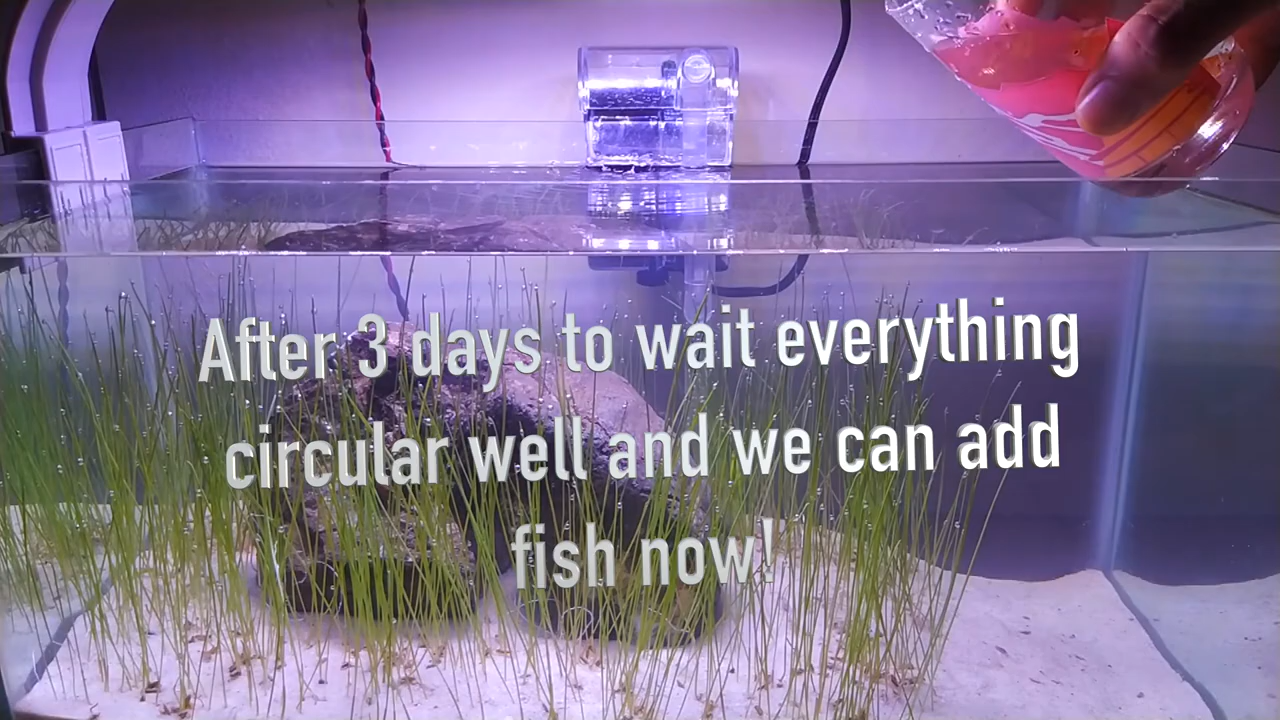 After 3 days to wait everything
circular well and we can add
fish now!